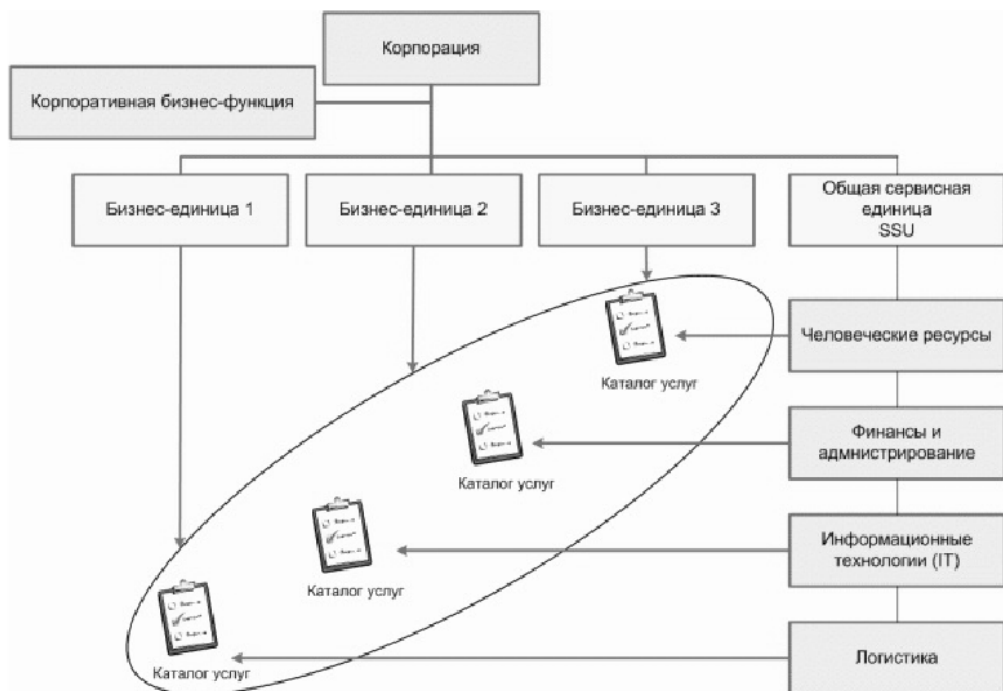 Корпорация
Корпоративная бизнес-функция
Бизнес-единица 1
Бизнес-единица 2
Бизнес-единица 3
Общая сервисная
единица
SSU
Человеческие ресурсы
Каталог услуг
Финансы и
адмнистрирование
Каталог услуг
Информационные
технологии (IT)
Каталог услуг
Логистика
Каталог услуг